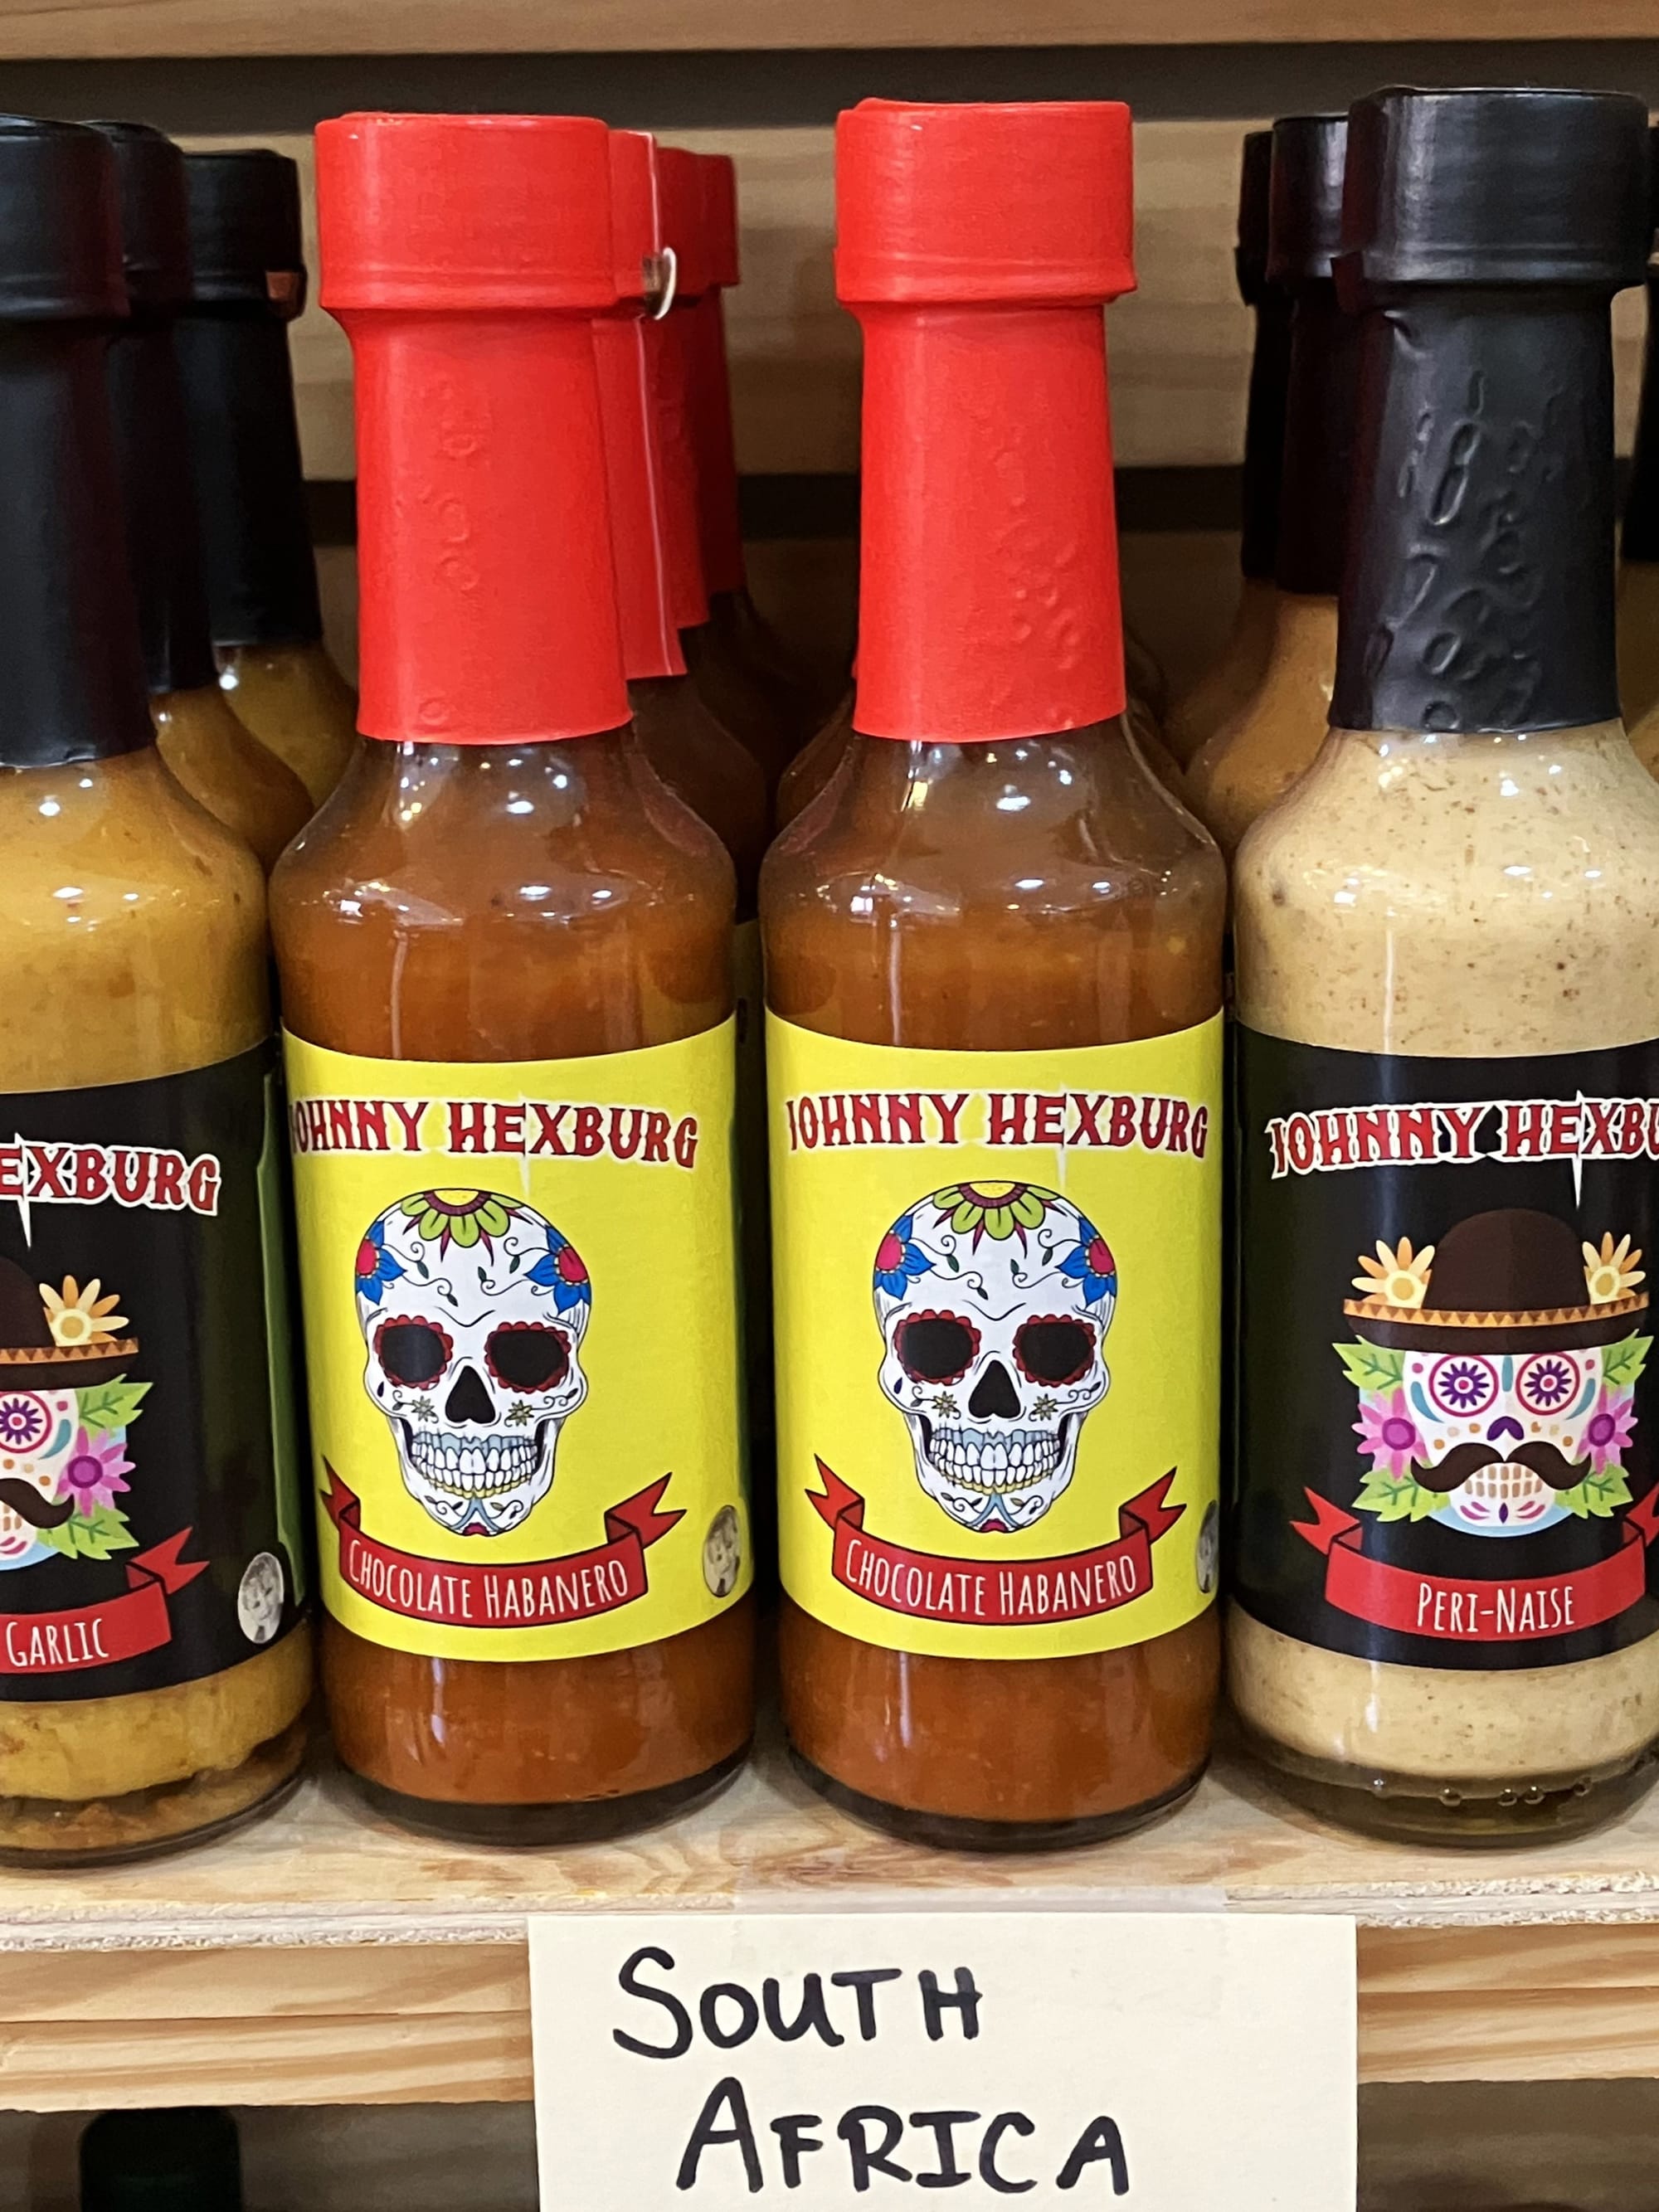 EXBURG
GARLIC
JOHNNY HEXBURG
CHOCOLATE HABANERO
JOHNNY HEXBURG
CHOCOLATE HABANERO
JOHNNY HEXBU
PERI-NAISE
SOUTH
AFRICA